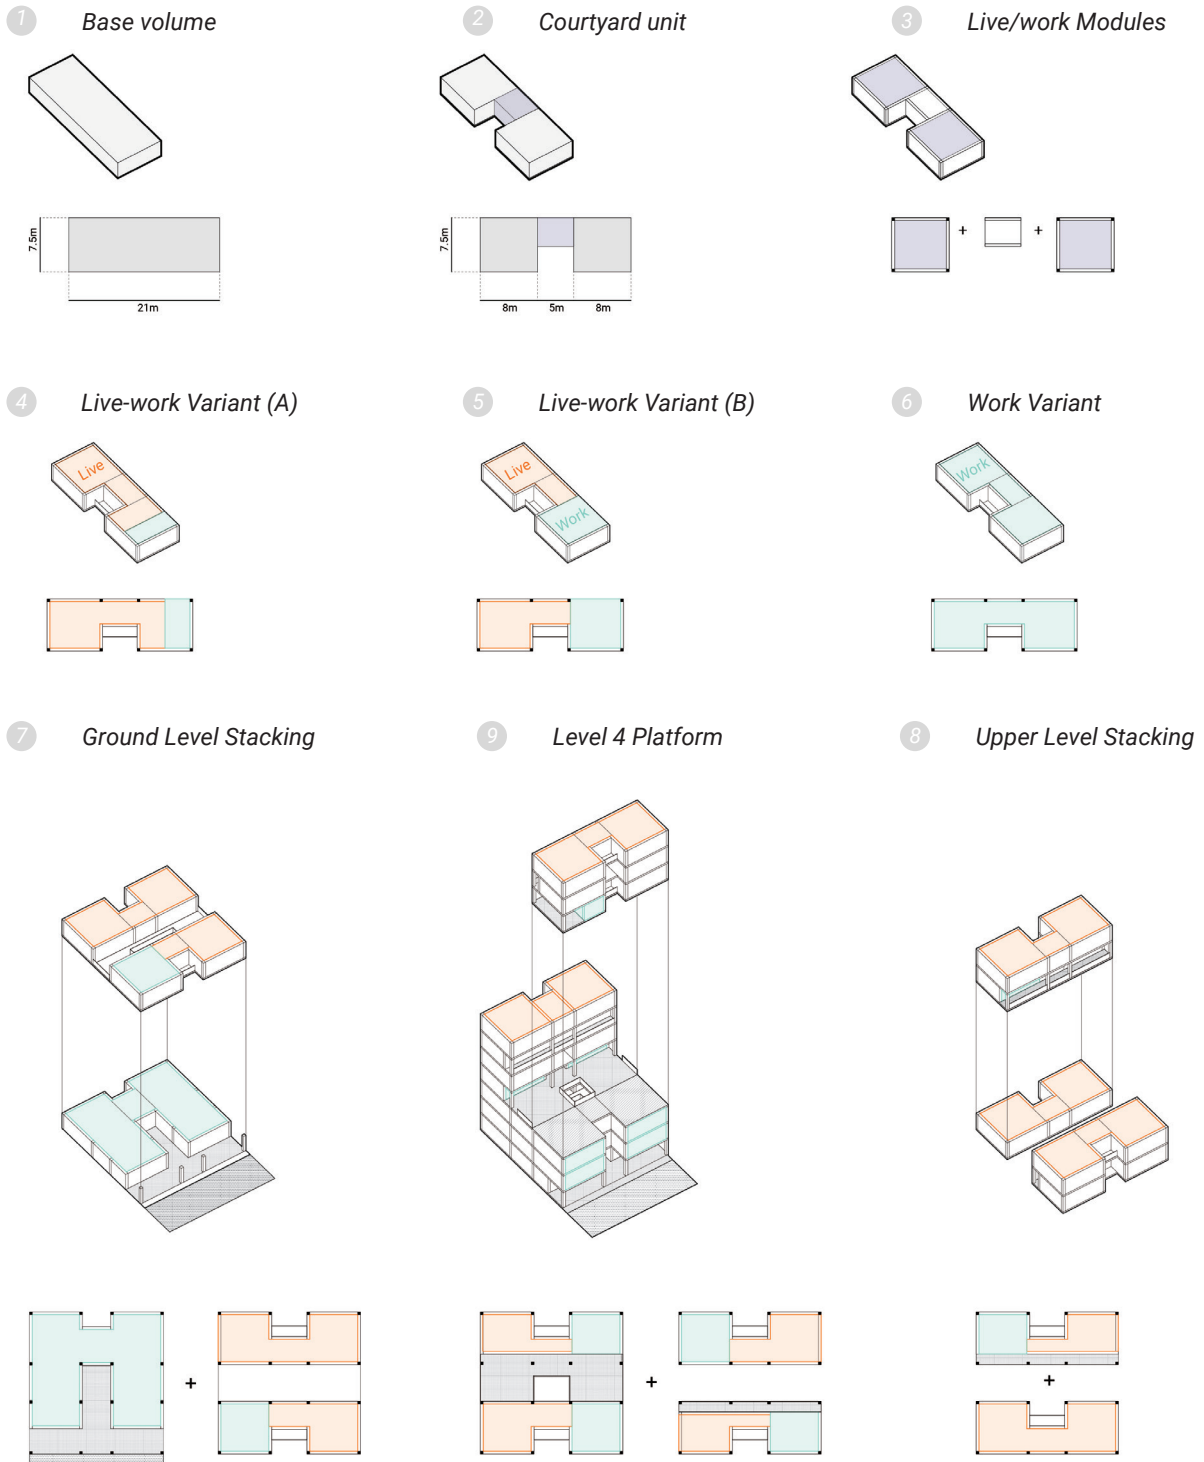 1 Base volume
2 Courtyard unit
3 Live/work Modules
7.5m
21m
7.5m
8m 5m 8m
+ +
4 Live-work Variant (A)
5 Live-work Variant (B)
6 Work Variant
Live
Live
Work
Work
7 Ground Level Stacking
9 Level 4 Platform
8 Upper Level Stacking
+ + +